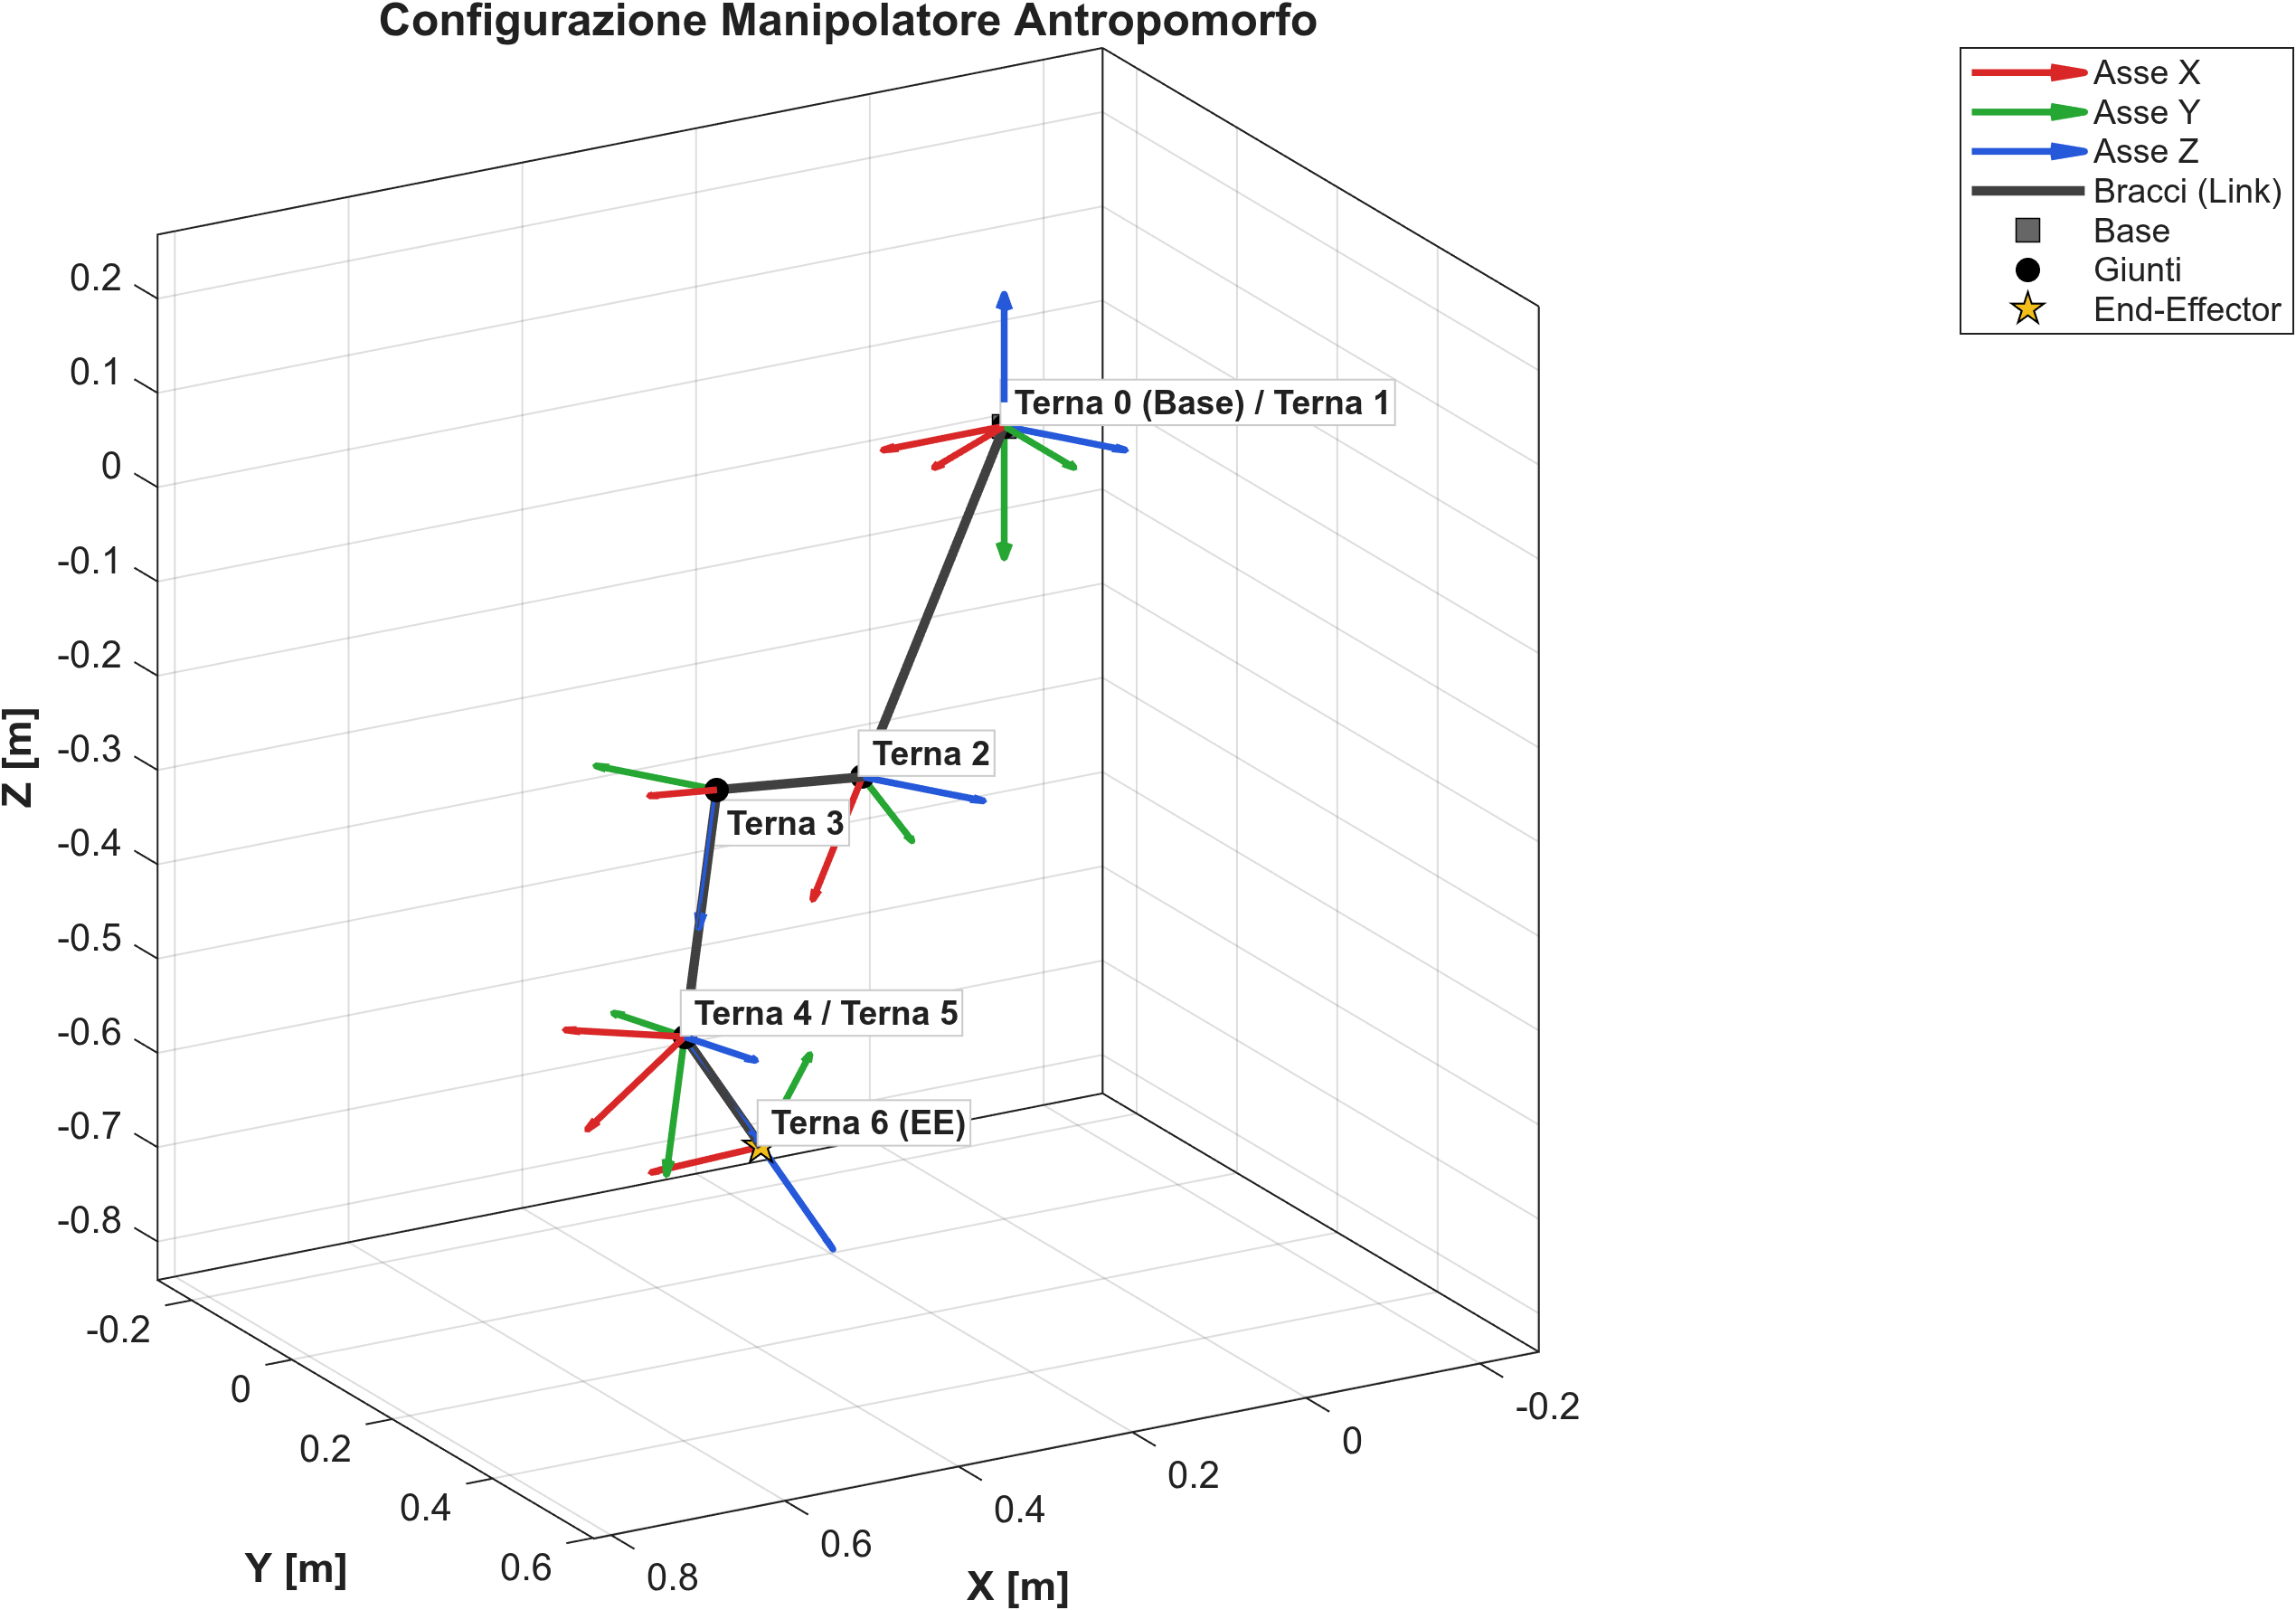 Configurazione Manipolatore Antropomorfo
Asse X
Asse Y
Asse Z
Bracci (Link)
Base
Giunti
End-Effector
0.2
0.1
0
-0.1
-0.2
-0.3
-0.4
-0.5
-0.6
-0.7
-0.8
Z [m]
Terna 0 (Base) / Terna 1
Terna 2
Terna 3
Terna 4 / Terna 5
Terna 6 (EE)
-0.2
0
0.2
0.4
0.6
Y [m]
0.8
0.6
0.4
0.2
0
-0.2
X [m]